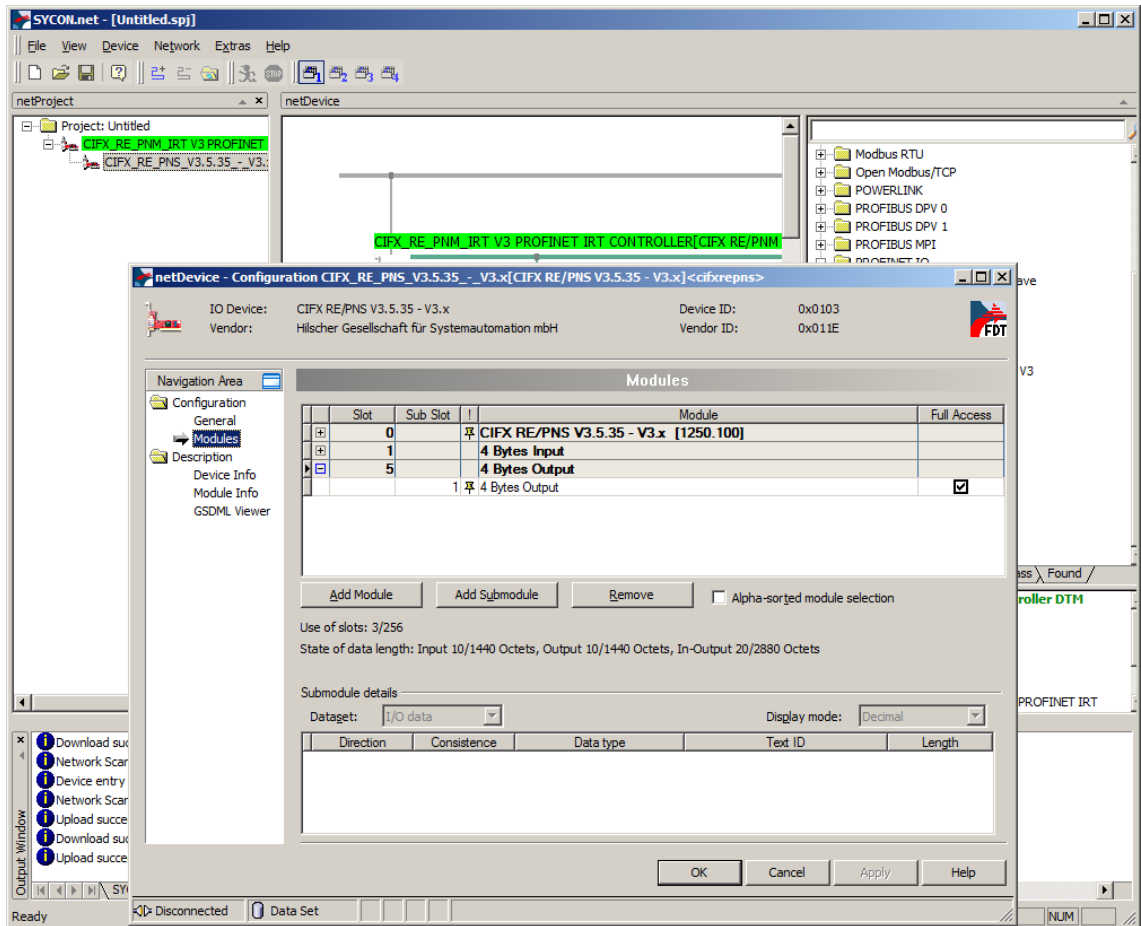 SYCON.net - [Untitled.spj]
File View Device Network Extras Help
netProject
netDevice
Project: Untitled
CIFX_RE_PNM_IRT V3 PROFINET
CIFX_RE_PNS_V3.5.35_-_V3.
CIFX_RE_PNM_IRT V3 PROFINET IRT CONTROLLER[CIFX RE/PNM
Modbus RTU
Open Modbus/TCP
POWERLINK
PROFIBUS DPV 0
PROFIBUS DPV 1
PROFIBUS MPI
PROFINET IO
ave
V3
netDevice - Configuration CIFX_RE_PNS_V3.5.35_-_V3.x[CIFX RE/PNS V3.5.35 - V3.x]<cifxrepns>
IO Device: CIFX RE/PNS V3.5.35 - V3.x Device ID: 0x0103
Vendor: Hilscher Gesellschaft für Systemautomation mbH Vendor ID: 0x011E
FDT
Navigation Area
Configuration
General
Modules
Description
Device Info
Module Info
GSDML Viewer
Modules
Slot Sub Slot ! Module Full Access
0 CIFX RE/PNS V3.5.35 - V3.x [1250.100]
1 4 Bytes Input
5 4 Bytes Output
1 4 Bytes Output
Add Module Add Submodule Remove Alpha-sorted module selection
Use of slots: 3/256
State of data length: Input 10/1440 Octets, Output 10/1440 Octets, In-Output 20/2880 Octets
Submodule details
Dataset: I/O data Display mode: Decimal
Direction Consistence Data type Text ID Length
OK Cancel Apply Help
Disconnected Data Set
ass Found
roller DTM
PROFINET IRT
Output Window
Download suc
Network Scar
Device entry
Network Scar
Upload succe
Download suc
Upload succe
SY
Ready
NUM